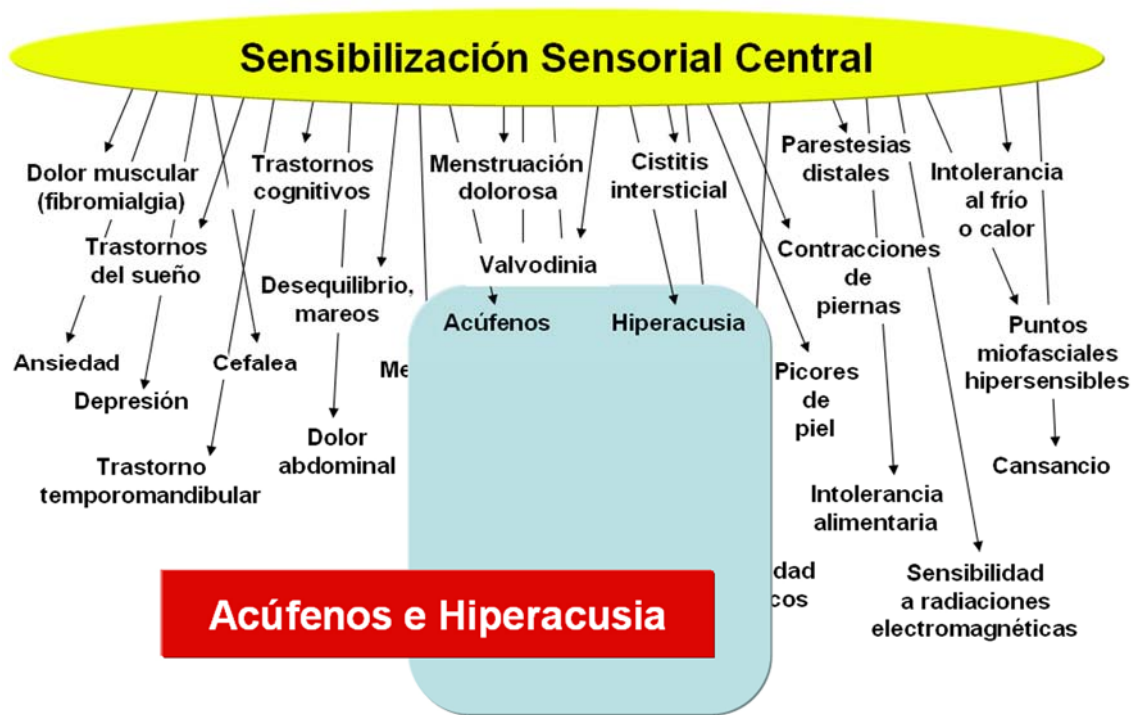 Sensibilización Sensorial Central
Dolor muscular
(fibromialgia)
Trastornos
cognitivos
Menstruación
dolorosa
Cistitis
intersticial
Parestesias
distales
Intolerancia
al frío
o calor
Trastornos
del sueño
Desequilibrio,
mareos
Valvodinia
Contracciones
de
piernas
Acúfenos
Hiperacusia
Puntos
miofasciales
hipersensibles
Ansiedad
Cefalea
Picores
de
piel
Depresión
Dolor
abdominal
Trastorno
temporomandibular
Cansancio
Intolerancia
alimentaria
Sensibilidad
a radiaciones
electromagnéticas
Acúfenos e Hiperacusia